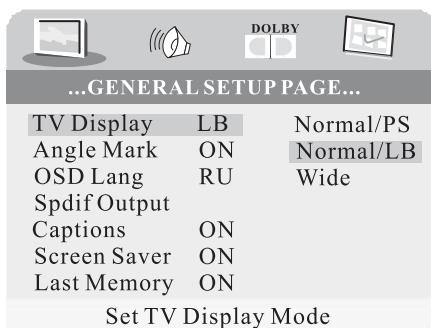 DOLBY
...GENERAL SETUP PAGE...
TV Display LB Normal/PS
Angle Mark ON Normal/LB
OSD Lang RU Wide
Spdif Output
Captions ON
Screen Saver ON
Last Memory ON
Set TV Display Mode